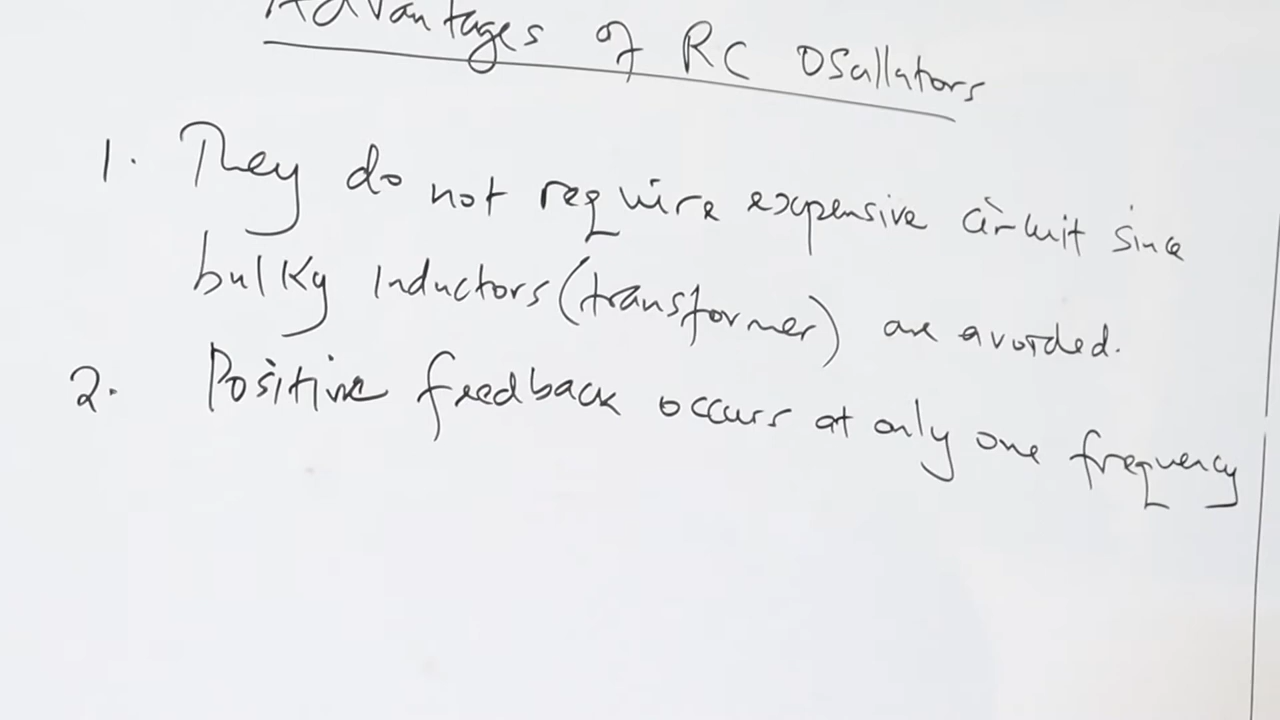 Advantages of RC Oscillators
1. They do not require expensive circuit since
bulky inductors (transformer) are avoided.
2. Positive feedback occurs at only one frequency